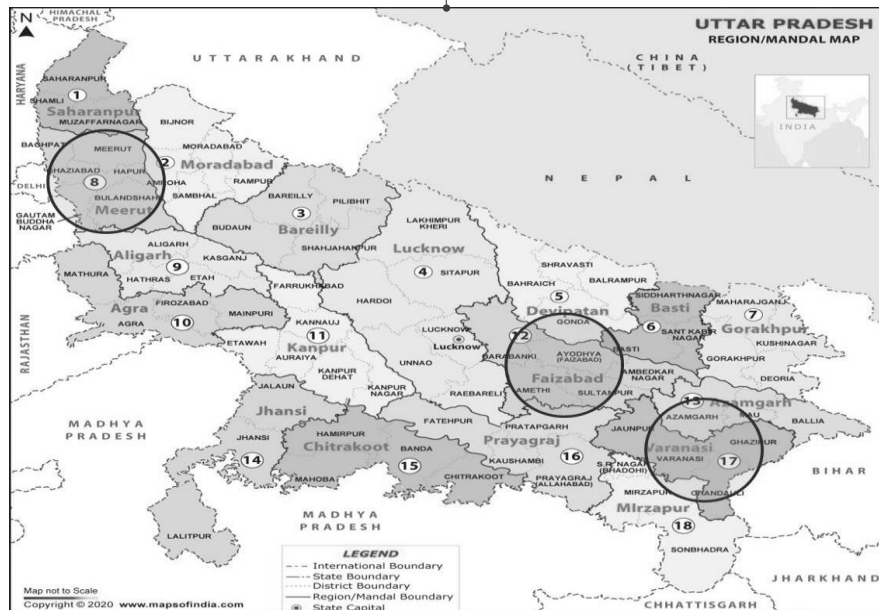 HIMACHAL
PRADESH
N
UTTAR PRADESH
REGION/MANDAL MAP
UTTARAKHAND
CHINA
(TIBET)
INDIA
HARYANA
SAHARANPUR
1
SHAMLI
Saharanpur
MUZAFFARNAGAR
BIJNOR
BAGHPAT
MEERUT
MORADABAD
2
Moradabad
GHAZIABAD
HAPUR
8
AMROHA
RAMPUR
DELHI
BULANDSHAHR
SAMBHAL
Meerut
GAUTAM
BUDDHA
NAGAR
NEPAL
BAREILLY
PILIBHIT
3
BUDAUN
Bareilly
SHAHJAHANPUR
LAKHIMPUR
KHERI
Lucknow
4
SITAPUR
HARDOI
ALIGARH
Aligarh
KASGANJ
9
HATHRAS
ETAH
MATHURA
FARRUKHABAD
SHRAVASTI
BAHRAICH
BALRAMPUR
5
Devipatan
GONDA
SIDDHARTHNAGAR
Basti
MAHARAJGANJ
7
Gorakhpur
6
SANT KABIR
NAGAR
BASTI
KUSHINAGAR
GORAKHPUR
DEORIA
RAJASTHAN
Agra
FIROZABAD
AGRA
10
MAINPURI
KANNAUJ
ETAWAH
11
Kanpur
AURAIYA
KANPUR
DEHAT
KANPUR
NAGAR
LUCKNOW
Lucknow
UNNAO
RAEBARELI
12
BARABANKI
AYODHYA
(FAIZABAD)
Faizabad
AMBEDKAR
NAGAR
AMETHI
SULTANPUR
13
Azamgarh
AZAMGARH
MAU
BALLIA
MADHYA
PRADESH
JALAUN
Jhansi
HAMIRPUR
Chitrakoot
JHANSI
14
BANDA
15
MAHOBA
CHITRAKOOT
LALITPUR
FATEHPUR
PRATAPGARH
Prayagraj
KAUSHAMBI
16
PRAYAGRAJ
(ALLAHABAD)
JAUNPUR
GHAZIPUR
Varanasi
VARANASI
17
S.R. NAGAR
(BHADOHI)
CHANDAULI
MIRZAPUR
MIrzapur
18
SONBHADRA
BIHAR
MADHYA
PRADESH
JHARKHAND
CHHATTISGARH
LEGEND
International Boundary
State Boundary
District Boundary
Region/Mandal Boundary
State Capital
Map not to Scale
Copyright © 2020 www.mapsofindia.com